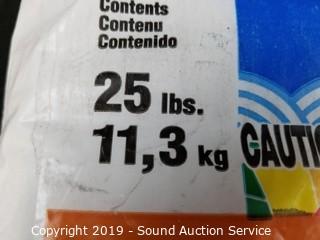 Contents
Contenu
Contenido
25 lbs.
11,3 kg
CAUTIO
Copyright 2019 - Sound Auction Service